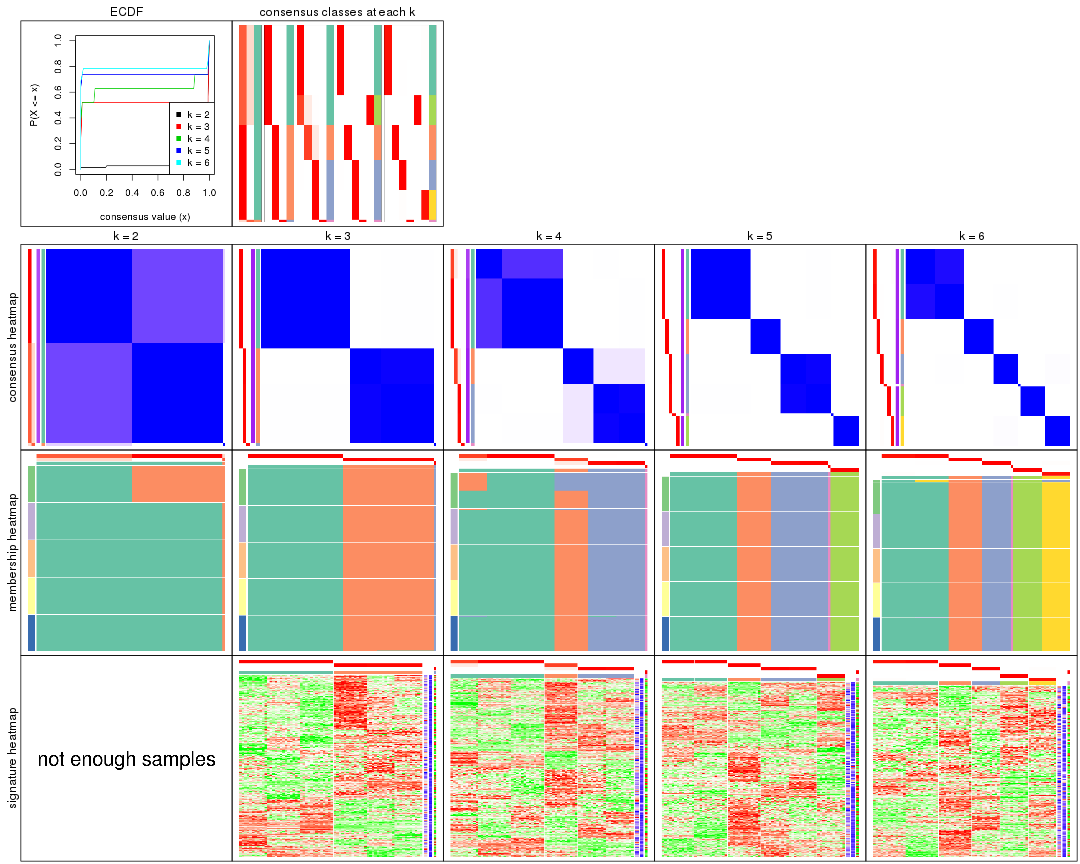 ECDF
consensus classes at each k
P(X <= x)
0.0
0.2
0.4
0.6
0.8
1.0
k = 2
k = 3
k = 4
k = 5
k = 6
0.0 0.2 0.4 0.6 0.8 1.0
consensus value (x)
k = 2
k = 3
k = 4
k = 5
k = 6
consensus heatmap
membership heatmap
signature heatmap
not enough samples